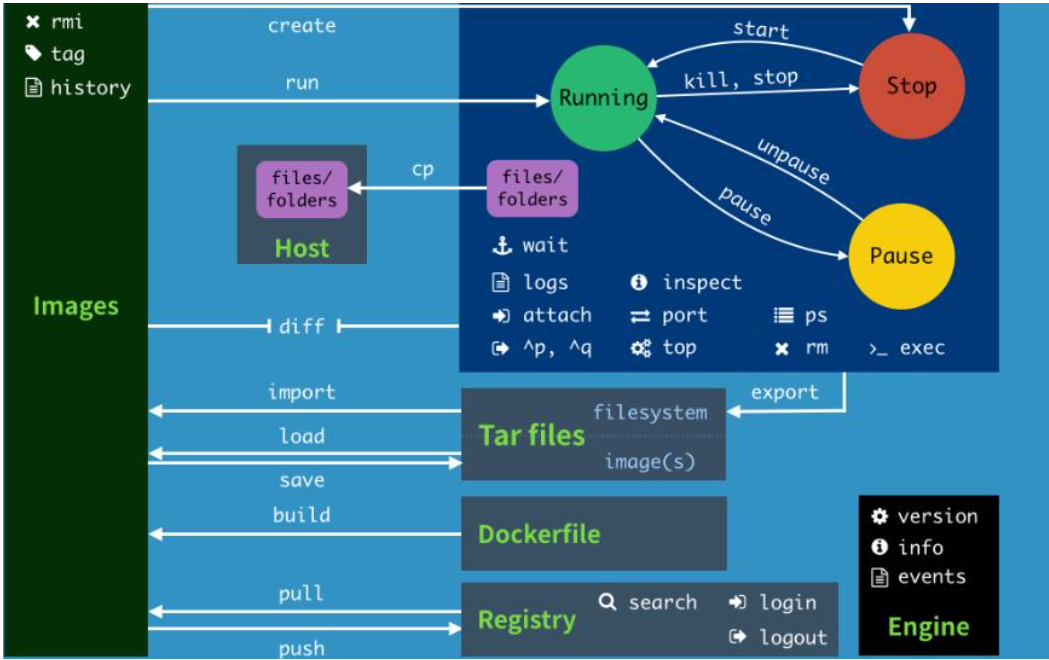 rmi
tag
history
Images
create
run
start
kill, stop
Running
Stop
unpause
pause
Pause
cp
files/
folders
Host
files/
folders
wait
logs
inspect
attach
port
ps
^p, ^q
top
rm
>_ exec
diff
import
export
load
save
Tar files
filesystem
image(s)
build
Dockerfile
pull
push
Registry
search
login
logout
version
info
events
Engine